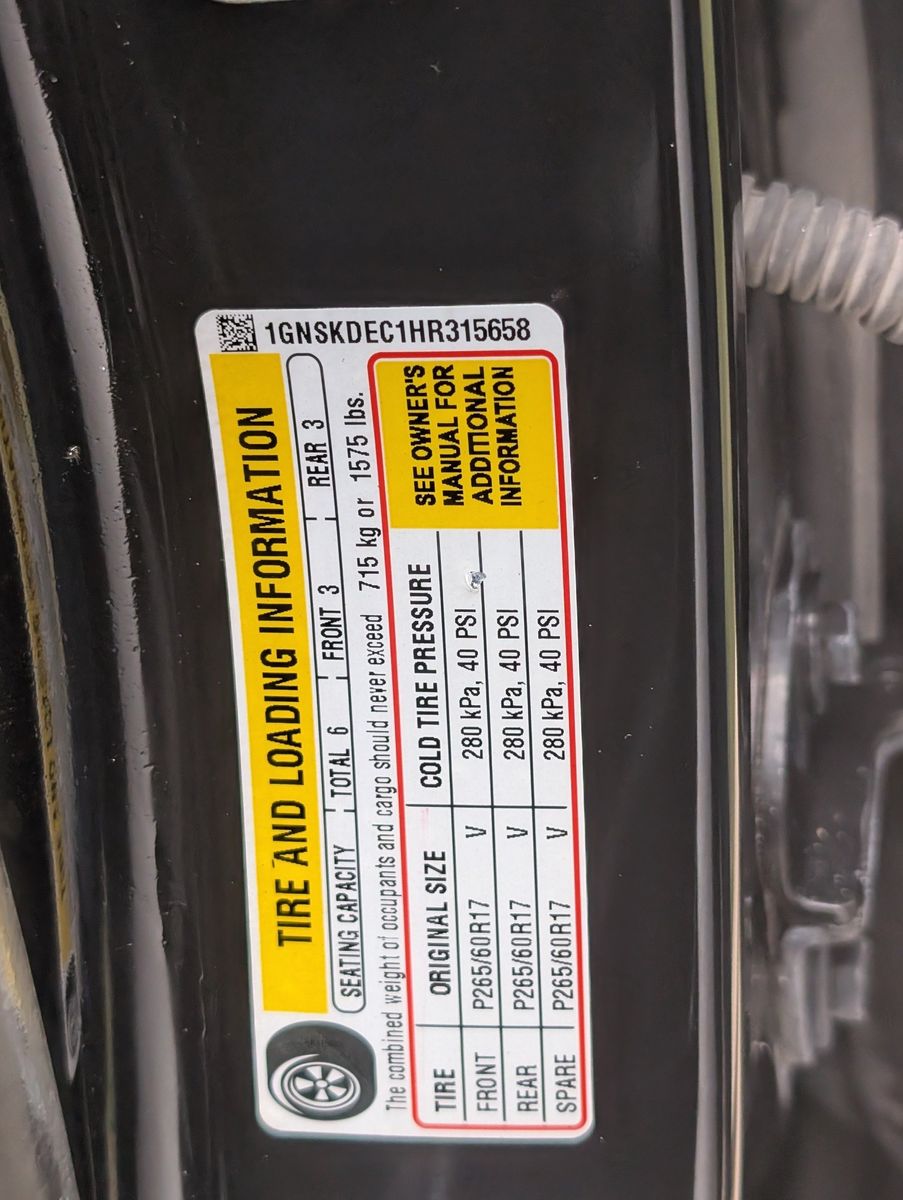 1GNSKDEC1HR315658
TIRE AND LOADING INFORMATION
SEATING CAPACITY TOTAL 6 FRONT 3 REAR 3
The combined weight of occupants and cargo should never exceed 715 kg or 1575 lbs.
TIRE ORIGINAL SIZE COLD TIRE PRESSURE
FRONT P265/60R17 V 280 kPa, 40 PSI
REAR P265/60R17 V 280 kPa, 40 PSI
SPARE P265/60R17 V 280 kPa, 40 PSI
SEE OWNER'S
MANUAL FOR
ADDITIONAL
INFORMATION